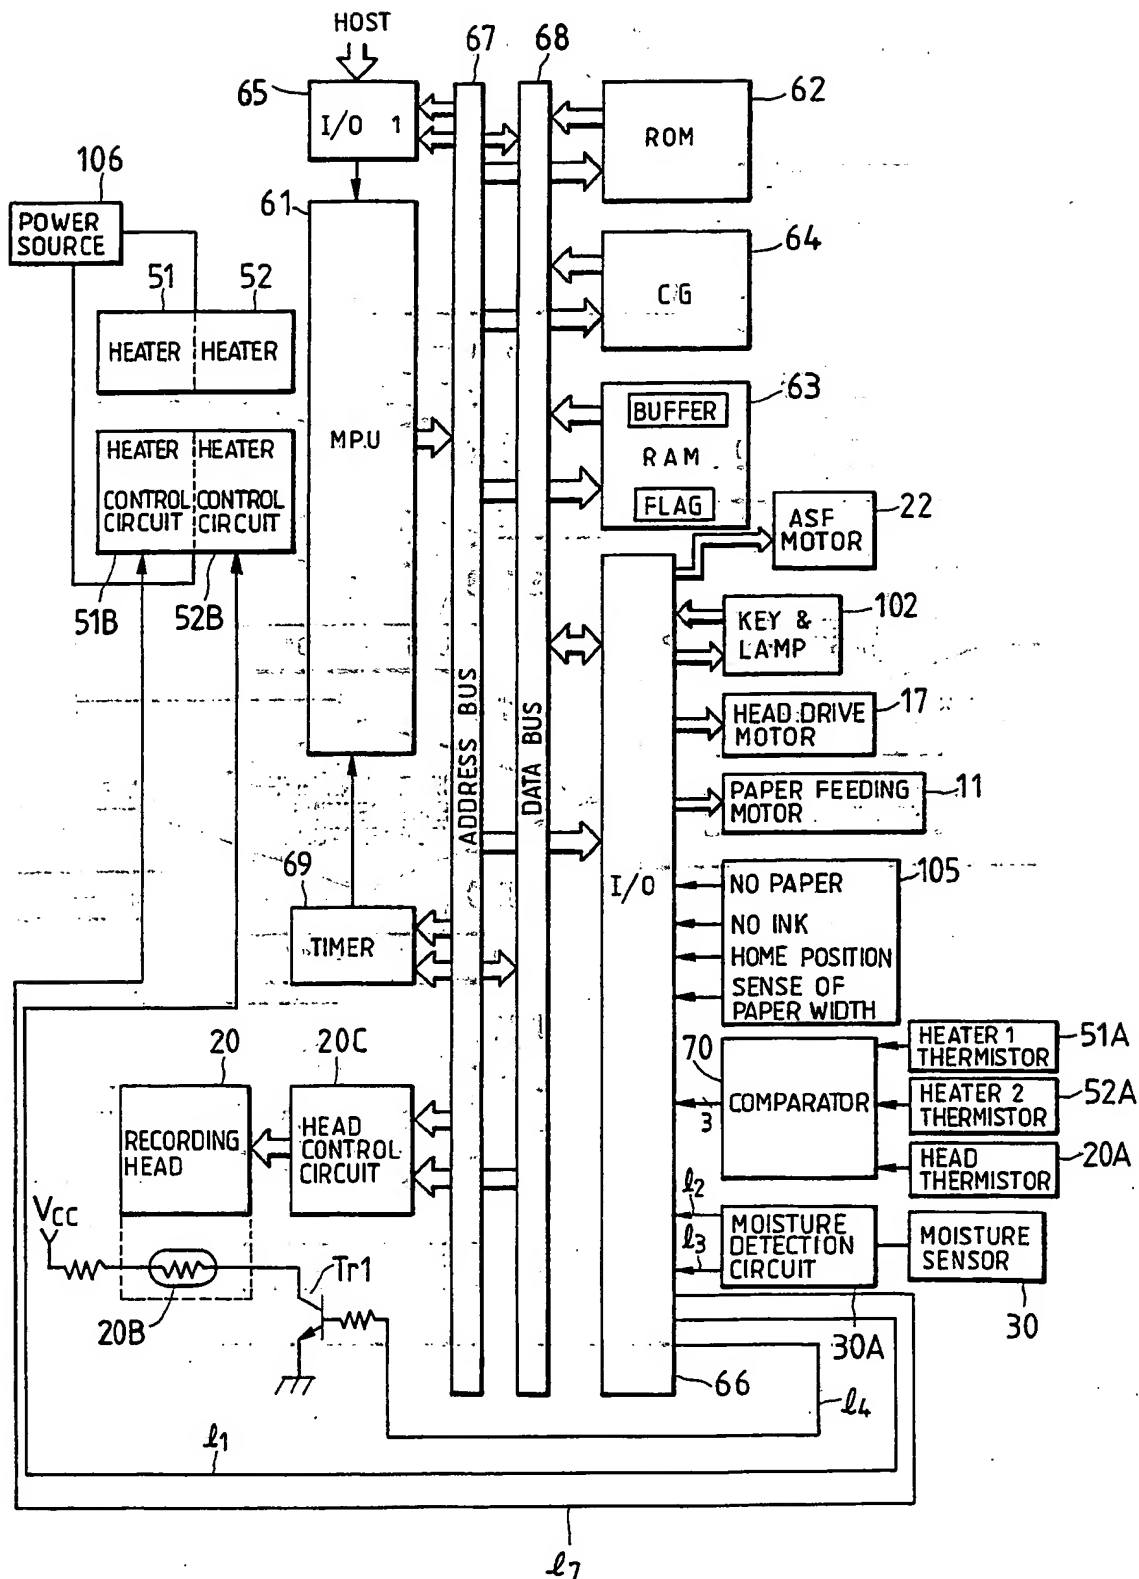 HOST
67
68
65
I/O 1
62
ROM
106
POWER
SOURCE
61
64
CG
51
52
HEATER
HEATER
63
BUFFER
RAM
FLAG
MPU
HEATER
CONTROL
CIRCUIT
HEATER
CONTROL
CIRCUIT
51B
52B
ASF
MOTOR
22
KEY &
LAMP
102
HEAD DRIVE
MOTOR
17
PAPER FEEDING
MOTOR
11
ADDRESS BUS
DATA BUS
I/O
69
TIMER
NO PAPER
NO INK
HOME POSITION
SENSE OF
PAPER WIDTH
105
20
20C
RECORDING
HEAD
HEAD
CONTROL
CIRCUIT
70
3
COMPARATOR
HEATER 1
THERMISTOR
51A
HEATER 2
THERMISTOR
52A
HEAD
THERMISTOR
20A
ℓ2
ℓ3
MOISTURE
DETECTION
CIRCUIT
MOISTURE
SENSOR
30
30A
VCC
20B
Tr1
66
ℓ4
ℓ1
ℓ7